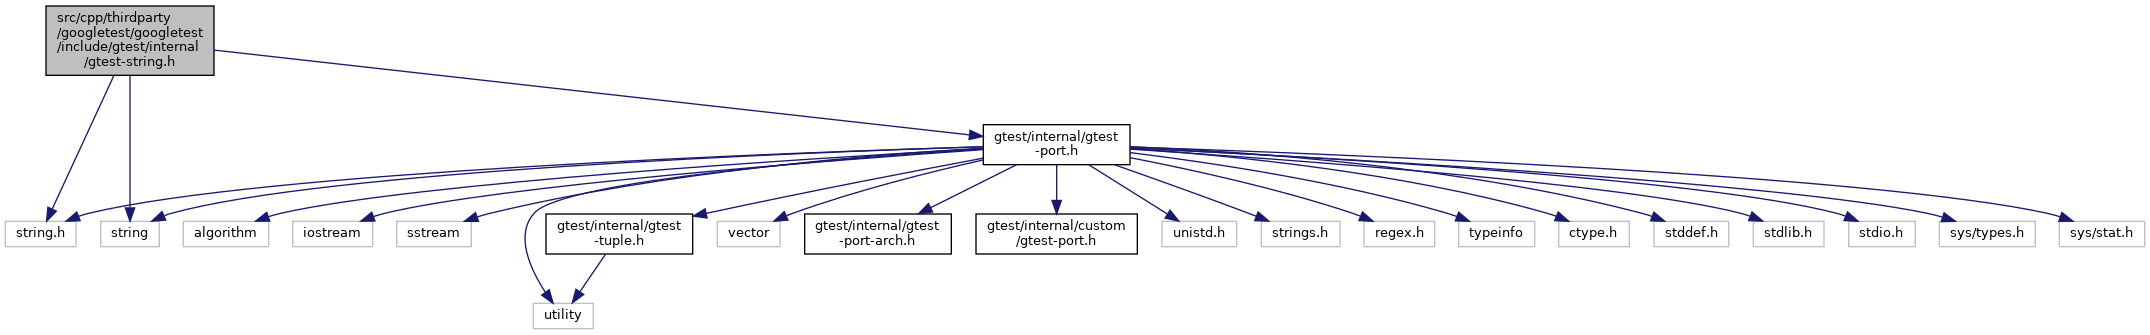 src/cpp/thirdparty
/googletest/googletest
/include/gtest/internal
/gtest-string.h
gtest/internal/gtest
-port.h
string.h
string
algorithm
iostream
sstream
gtest/internal/gtest
-tuple.h
vector
gtest/internal/gtest
-port-arch.h
gtest/internal/custom
/gtest-port.h
unistd.h
strings.h
regex.h
typeinfo
ctype.h
stddef.h
stdlib.h
stdio.h
sys/types.h
sys/stat.h
utility